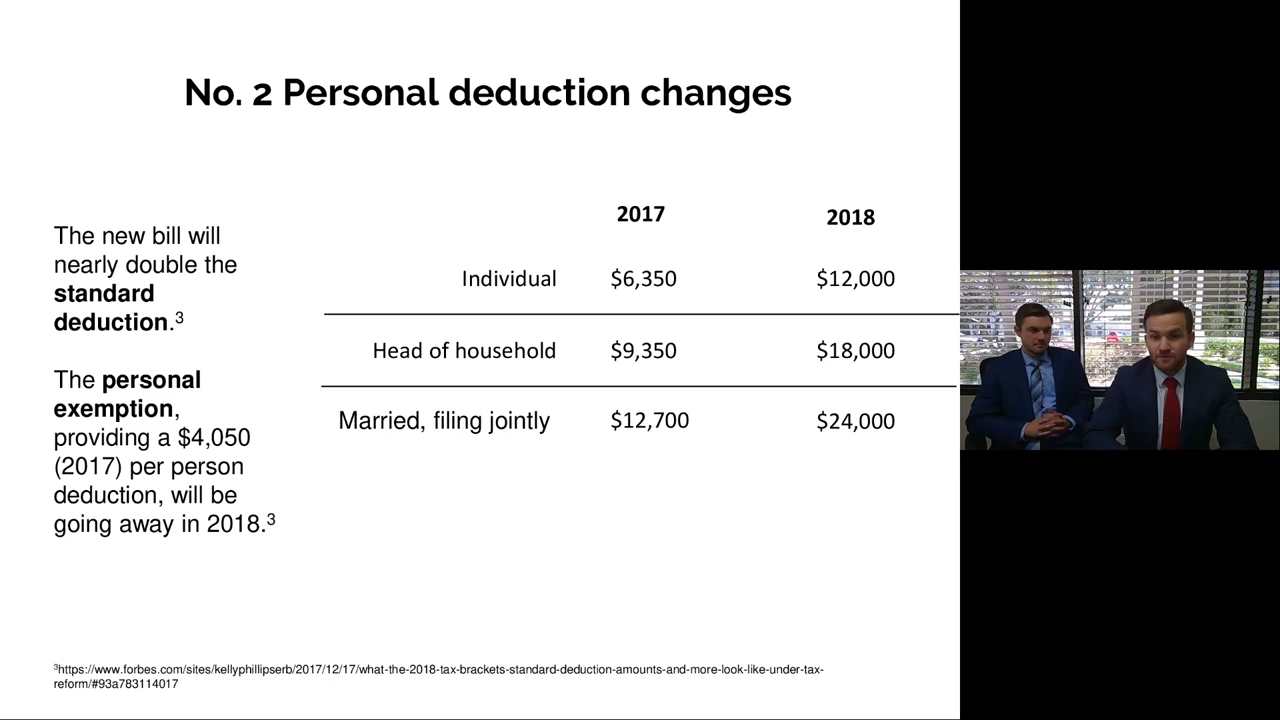 No. 2 Personal deduction changes
The new bill will
nearly double the
standard
deduction.³
The personal
exemption,
providing a $4,050
(2017) per person
deduction, will be
going away in 2018.³
2017 2018
Individual $6,350 $12,000
Head of household $9,350 $18,000
Married, filing jointly $12,700 $24,000
³https://www.forbes.com/sites/kellyphillipserb/2017/12/17/what-the-2018-tax-brackets-standard-deduction-amounts-and-more-look-like-under-tax-
reform/#93a783114017